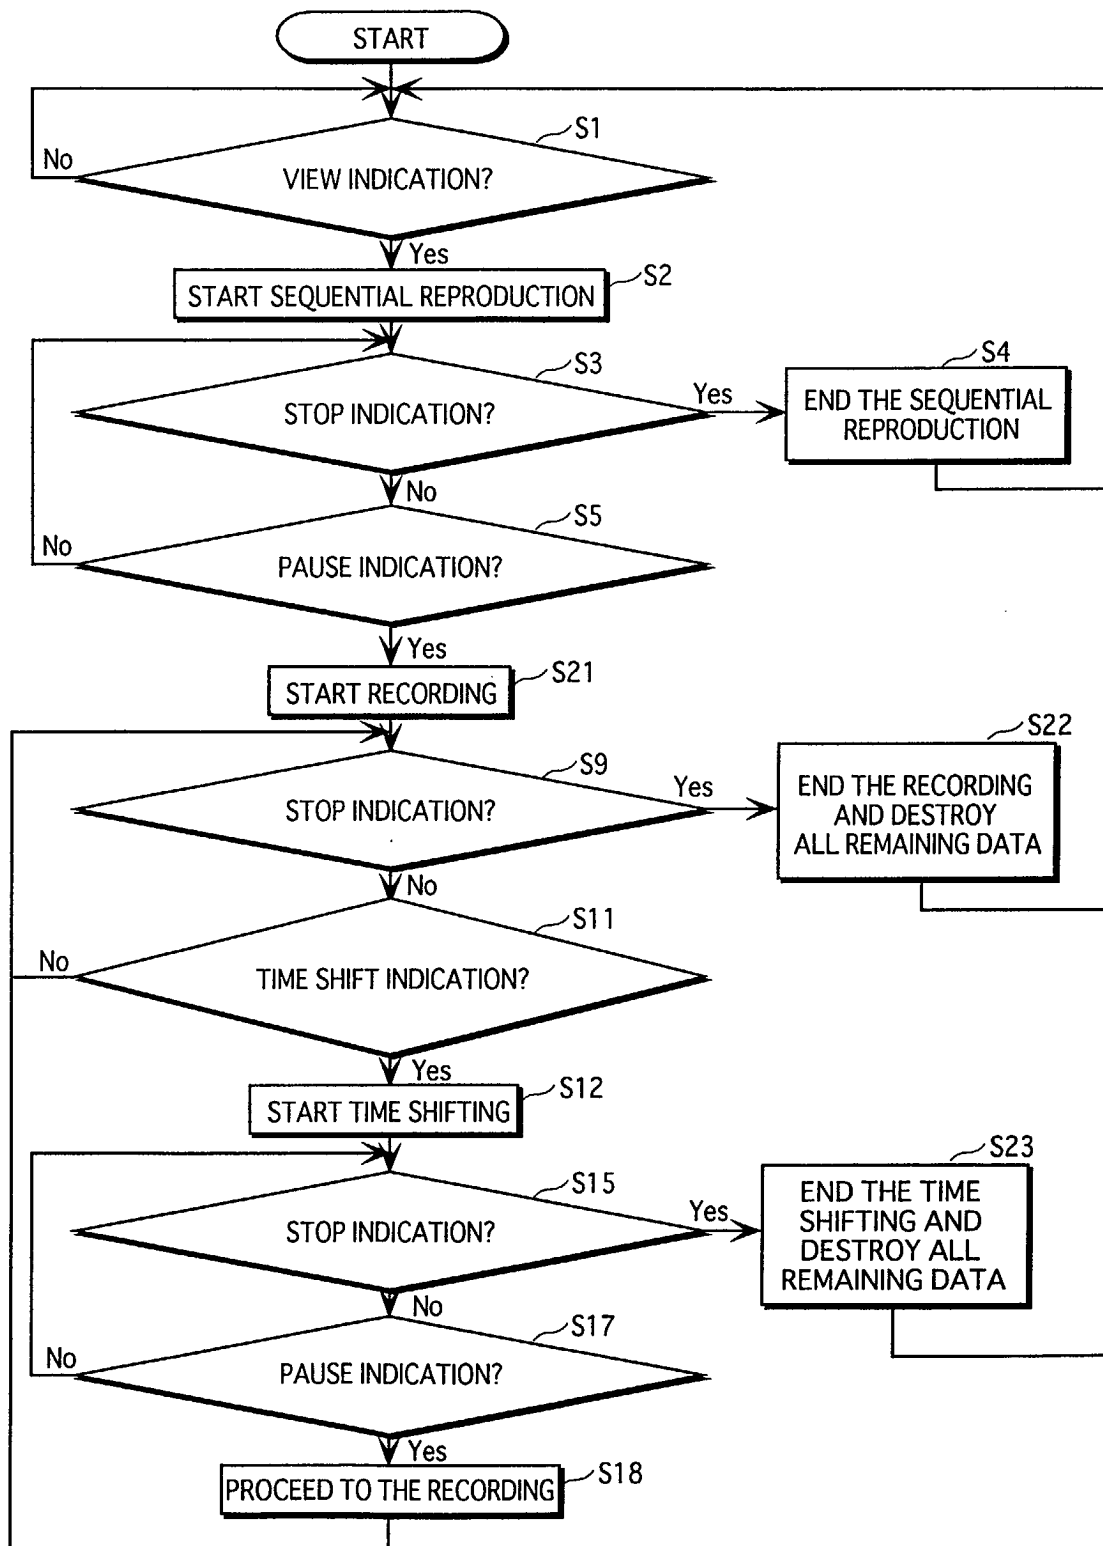 START
S1
No
VIEW INDICATION?
Yes
S2
START SEQUENTIAL REPRODUCTION
S3
STOP INDICATION?
Yes
S4
END THE SEQUENTIAL
REPRODUCTION
No
S5
No
PAUSE INDICATION?
Yes
S21
START RECORDING
S9
STOP INDICATION?
Yes
S22
END THE RECORDING
AND DESTROY
ALL REMAINING DATA
No
S11
No
TIME SHIFT INDICATION?
Yes
S12
START TIME SHIFTING
S15
STOP INDICATION?
Yes
S23
END THE TIME
SHIFTING AND
DESTROY ALL
REMAINING DATA
No
S17
No
PAUSE INDICATION?
Yes
S18
PROCEED TO THE RECORDING